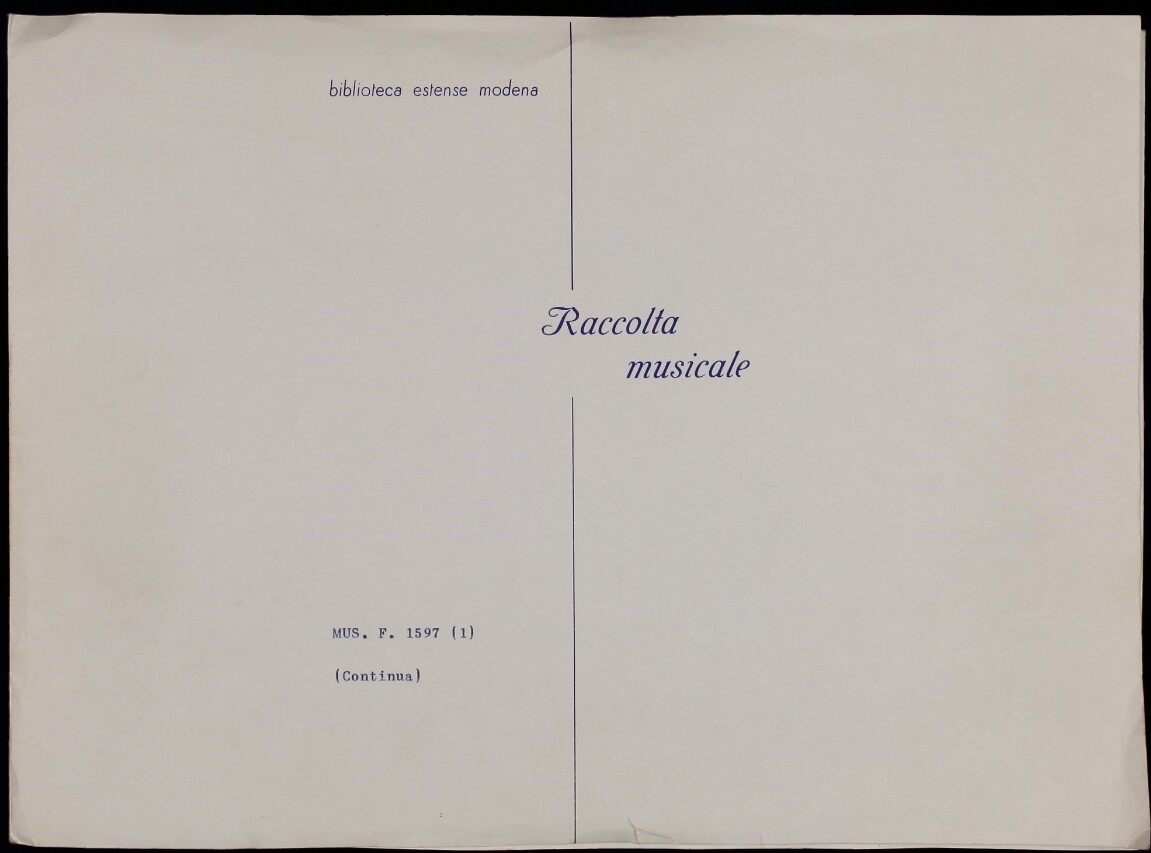 biblioteca estense modena
Raccolta
musicale
MUS. F. 1597 (1)
(Continua)